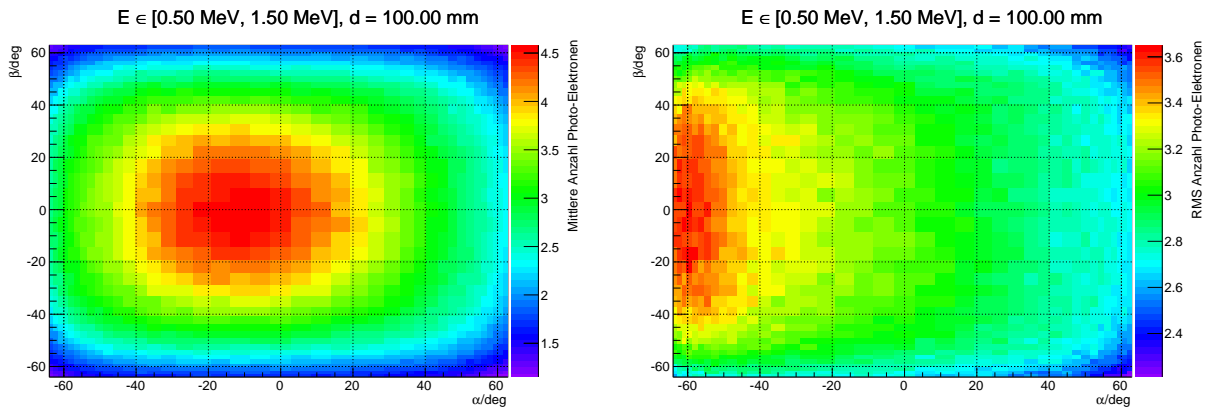 E ∈ [0.50 MeV, 1.50 MeV], d = 100.00 mm
β/deg
60
40
20
0
-20
-40
-60
-60 -40 -20 0 20 40 60
α/deg
4.5
4
3.5
3
2.5
2
1.5
Mittlere Anzahl Photo-Elektronen
E ∈ [0.50 MeV, 1.50 MeV], d = 100.00 mm
β/deg
60
40
20
0
-20
-40
-60
-60 -40 -20 0 20 40 60
α/deg
3.6
3.4
3.2
3
2.8
2.6
2.4
RMS Anzahl Photo-Elektronen